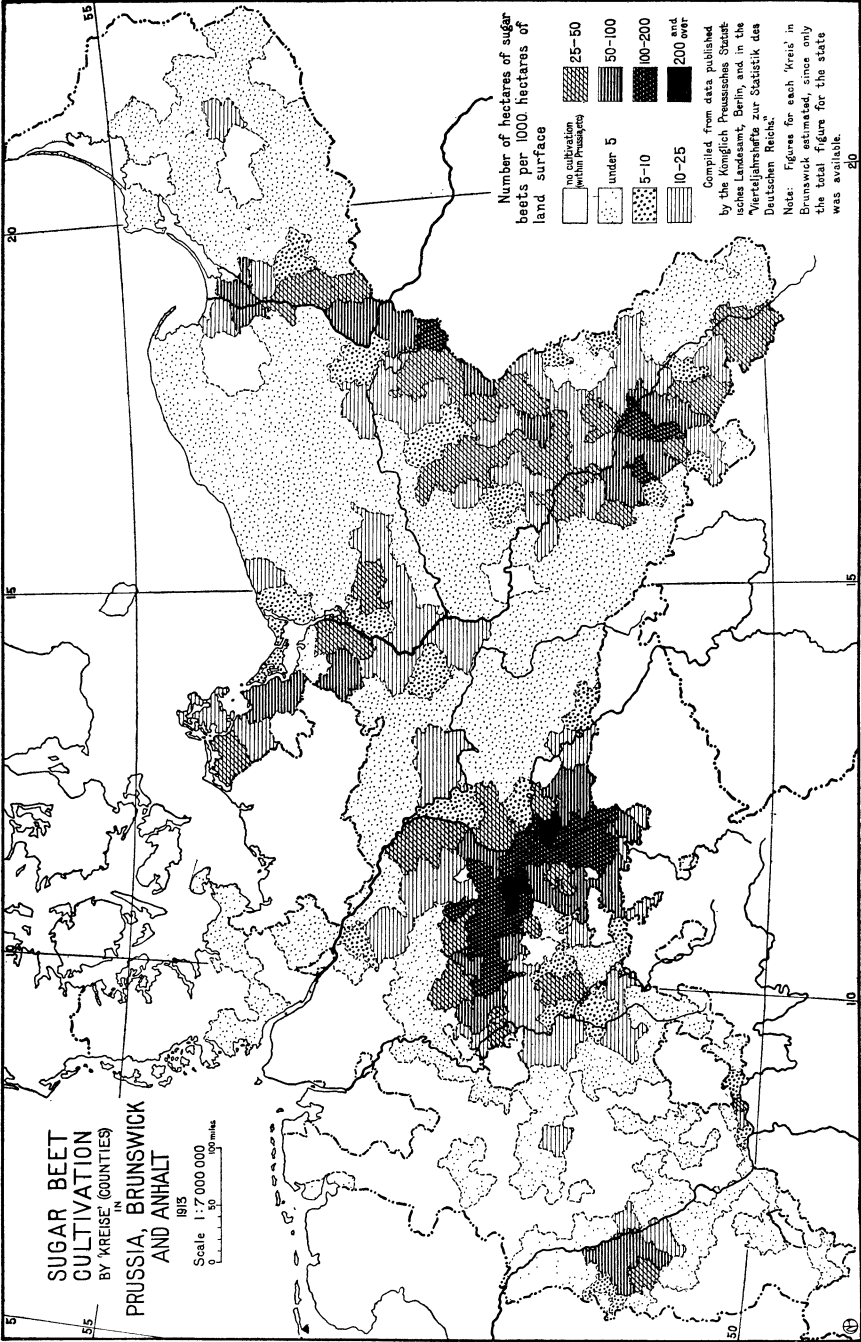 SUGAR BEET
CULTIVATION
BY 'KREISE' (COUNTIES)
IN
PRUSSIA, BRUNSWICK
AND ANHALT
1913
Scale 1:7 000 000
0 50 100 miles
Number of hectares of sugar
beets per 1000 hectares of
land surface
no cultivation
(within Prussia, etc)
under 5
5-10
10-25
25-50
50-100
100-200
200 and
over
Compiled from data published
by the Königlich Preussisches Statist-
isches Landesamt, Berlin, and in the
"Vierteljahrshefte zur Statistik des
Deutschen Reichs."
Note: Figures for each 'Kreis' in
Brunswick estimated, since only
the total figure for the state
was available.
5
55
10
15
20
55
50
10
15
20